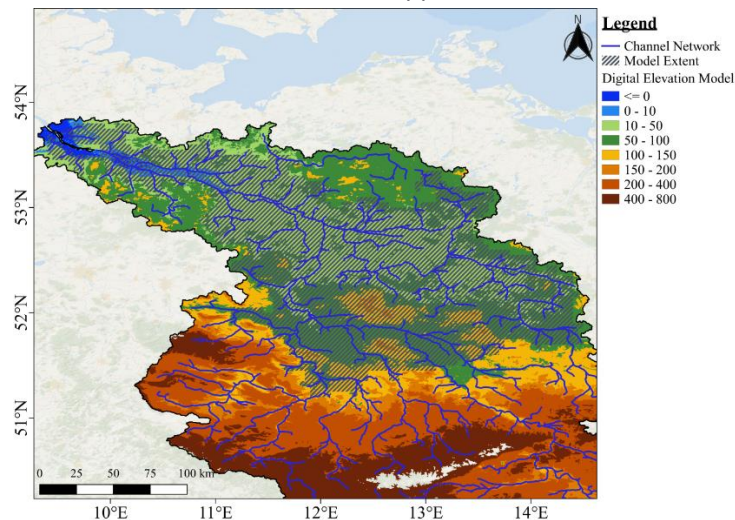 N
Legend
Channel Network
Model Extent
Digital Elevation Model
<= 0
0 - 10
10 - 50
50 - 100
100 - 150
150 - 200
200 - 400
400 - 800
54°N
53°N
52°N
51°N
0 25 50 75 100 km
10°E 11°E 12°E 13°E 14°E